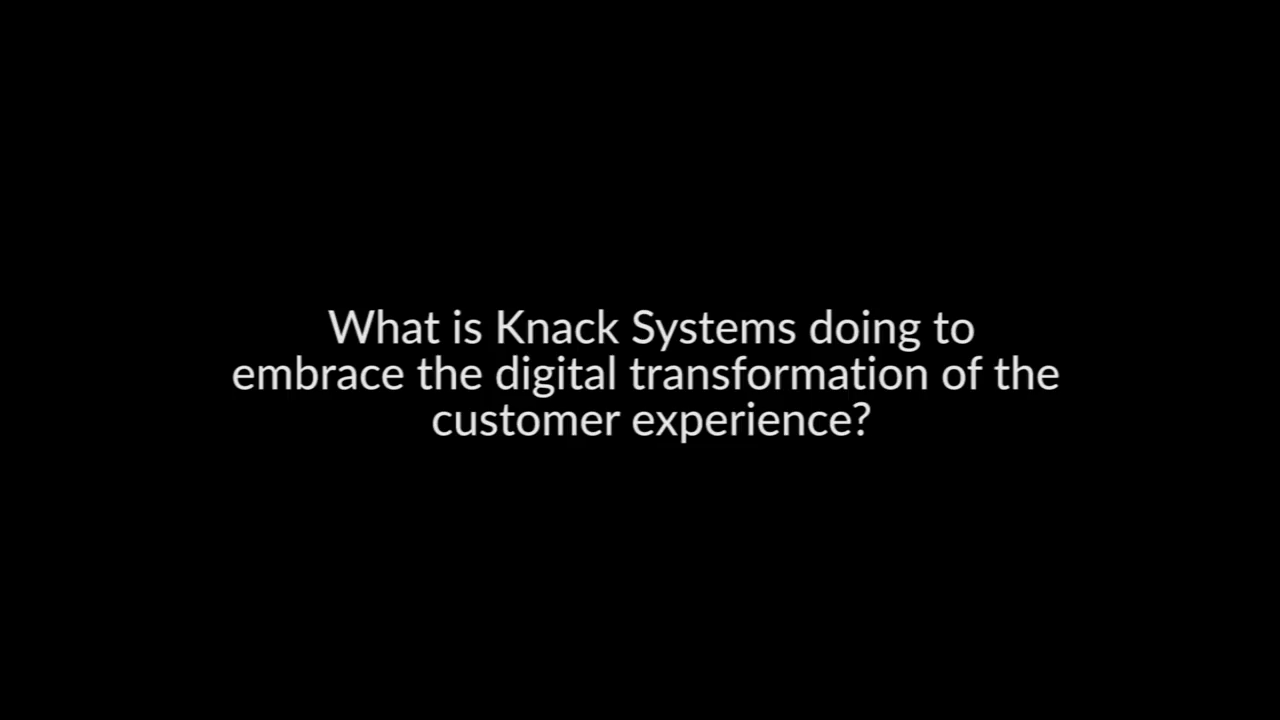 What is Knack Systems doing to
embrace the digital transformation of the
customer experience?